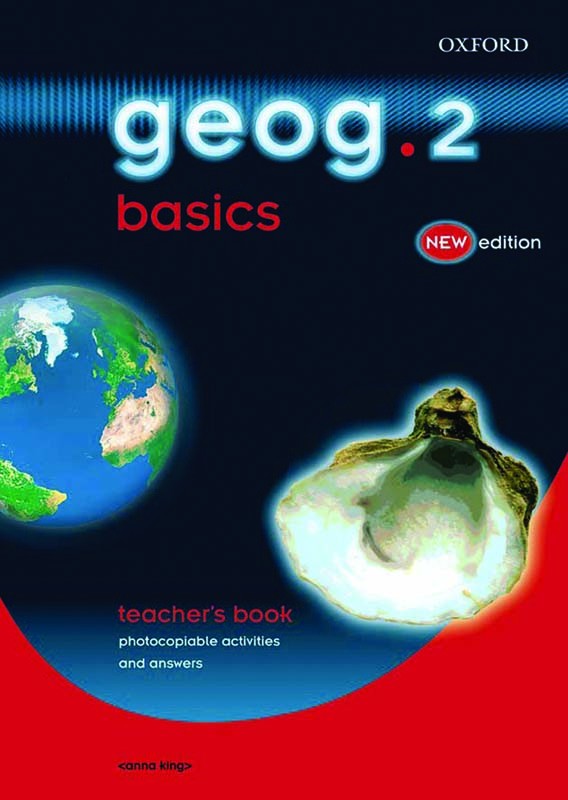 OXFORD
geog.2
basics
NEW edition
teacher's book
photocopiable activities
and answers
<anna king>